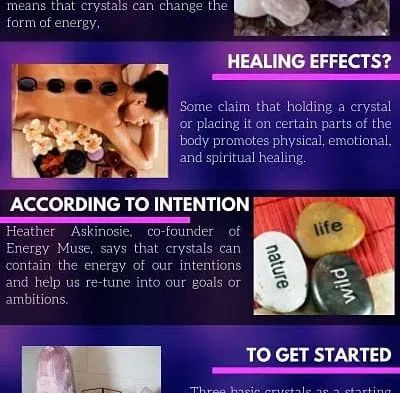 means that crystals can change the
form of energy,
HEALING EFFECTS?
Some claim that holding a crystal
or placing it on certain parts of the
body promotes physical, emotional,
and spiritual healing.
ACCORDING TO INTENTION
Heather Askinosie, co-founder of
Energy Muse, says that crystals can
contain the energy of our intentions
and help us re-tune into our goals or
ambitions.
life
nature
wild
TO GET STARTED
Three basic crystals as a starting